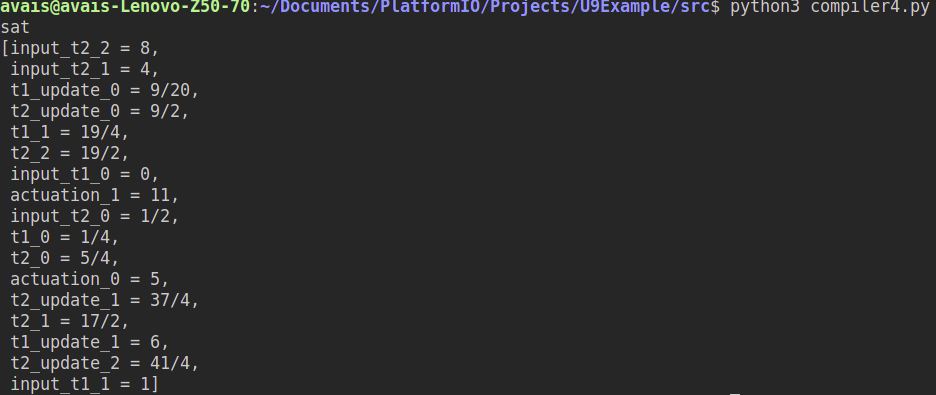 avais@avais-Lenovo-Z50-70:~/Documents/PlatformIO/Projects/U9Example/src$ python3 compiler4.py
sat
[input_t2_2 = 8,
 input_t2_1 = 4,
 t1_update_0 = 9/20,
 t2_update_0 = 9/2,
 t1_1 = 19/4,
 t2_2 = 19/2,
 input_t1_0 = 0,
 actuation_1 = 11,
 input_t2_0 = 1/2,
 t1_0 = 1/4,
 t2_0 = 5/4,
 actuation_0 = 5,
 t2_update_1 = 37/4,
 t2_1 = 17/2,
 t1_update_1 = 6,
 t2_update_2 = 41/4,
 input_t1_1 = 1]